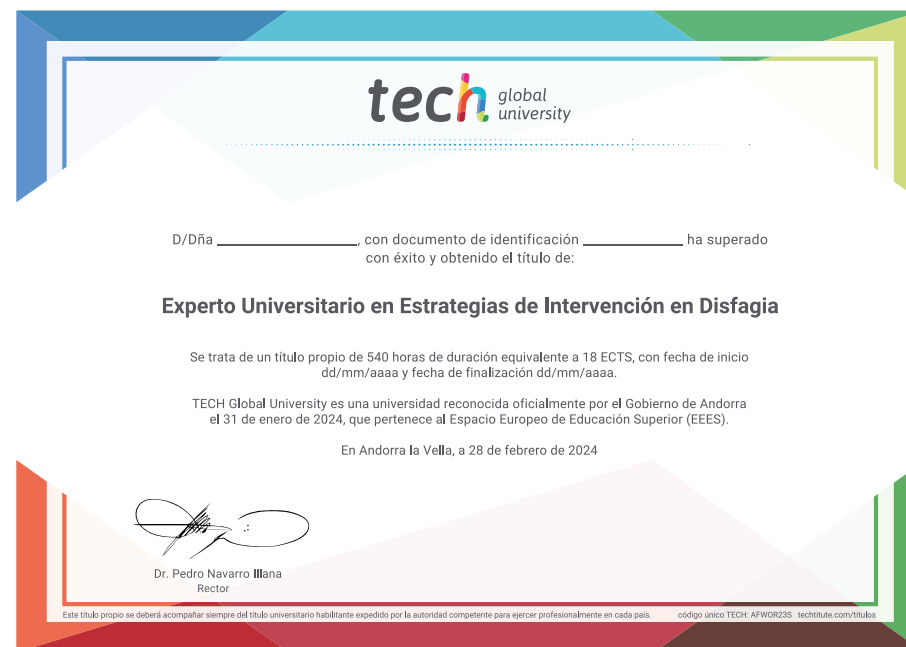 tech global university
D/Dña ____________________, con documento de identificación ______________ ha superado
con éxito y obtenido el título de:
Experto Universitario en Estrategias de Intervención en Disfagia
Se trata de un título propio de 540 horas de duración equivalente a 18 ECTS, con fecha de inicio
dd/mm/aaaa y fecha de finalización dd/mm/aaaa.
TECH Global University es una universidad reconocida oficialmente por el Gobierno de Andorra
el 31 de enero de 2024, que pertenece al Espacio Europeo de Educación Superior (EEES).
En Andorra la Vella, a 28 de febrero de 2024
Dr. Pedro Navarro Illana
Rector
Este título propio se deberá acompañar siempre del título universitario habilitante expedido por la autoridad competente para ejercer profesionalmente en cada país. código único TECH: AFWOR23S techtitute.com/titulos